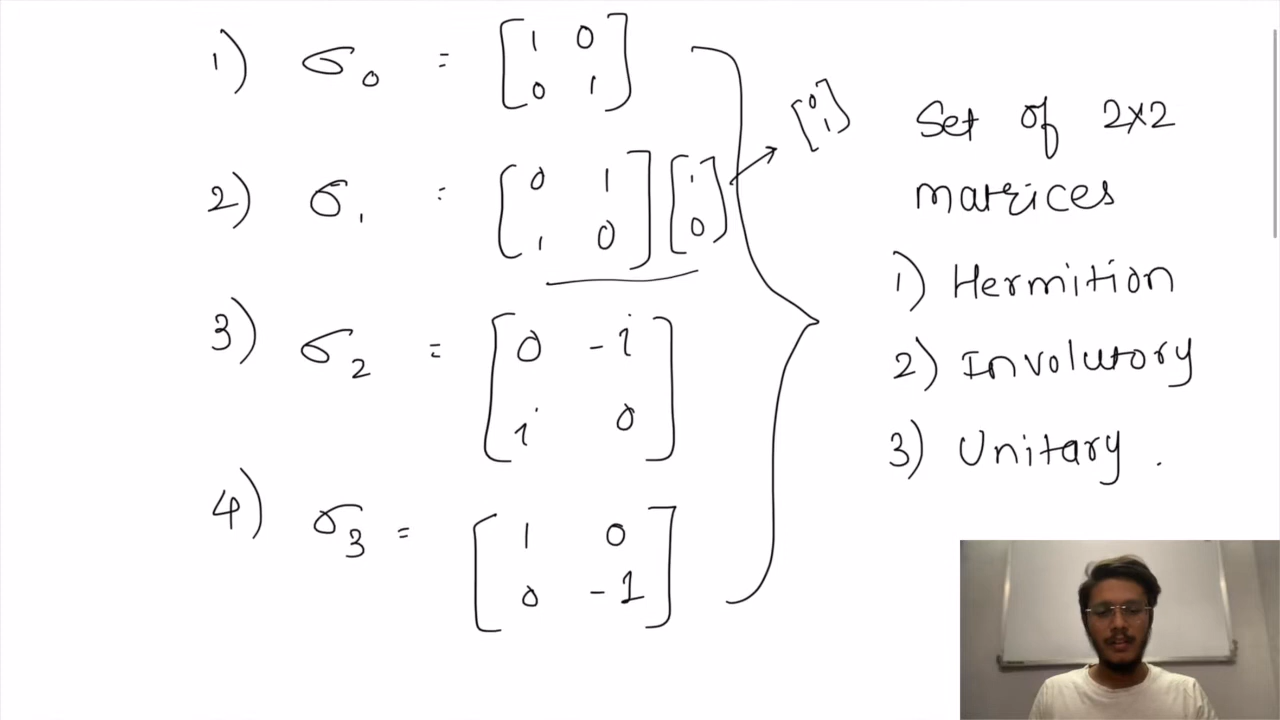 1) σ₀ = [1 0
0 1]
2) σ₁ = [0 1
1 0] [1
0] → [0
1]
3) σ₂ = [0 -i
i 0]
4) σ₃ = [1 0
0 -1]
Set of 2x2
matrices
1) Hermition
2) Involutory
3) Unitary .